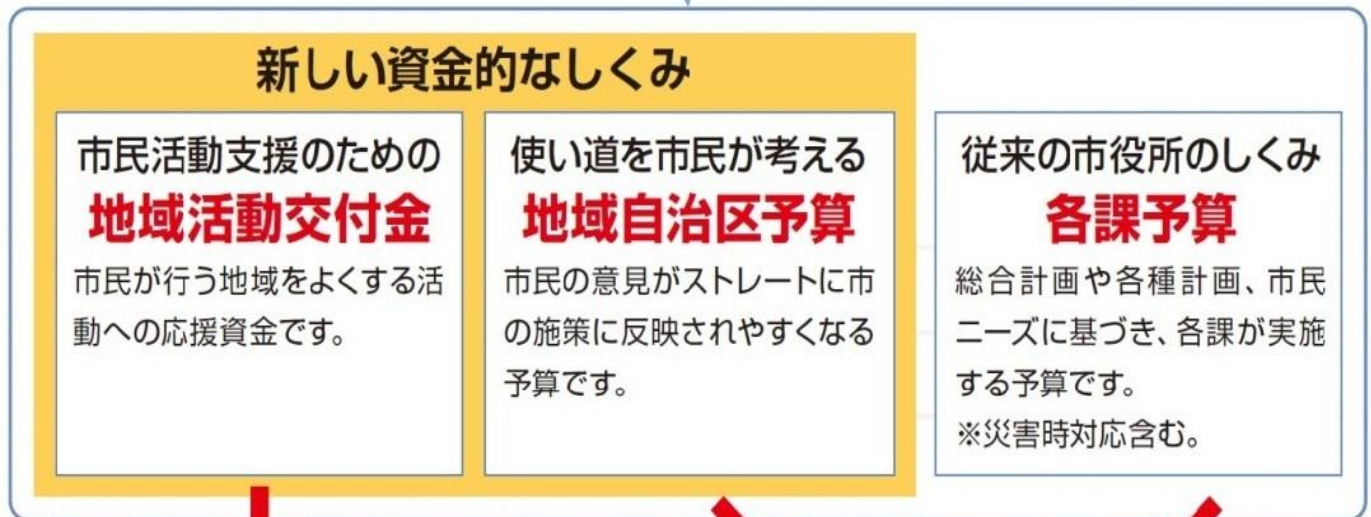 新しい資金的なしくみ
市民活動支援のための
地域活動交付金
市民が行う地域をよくする活
動への応援資金です。
使い道を市民が考える
地域自治区予算
市民の意見がストレートに市
の施策に反映されやすくなる
予算です。
従来の市役所のしくみ
各課予算
総合計画や各種計画、市民
ニーズに基づき、各課が実施
する予算です。
※災害時対応含む。